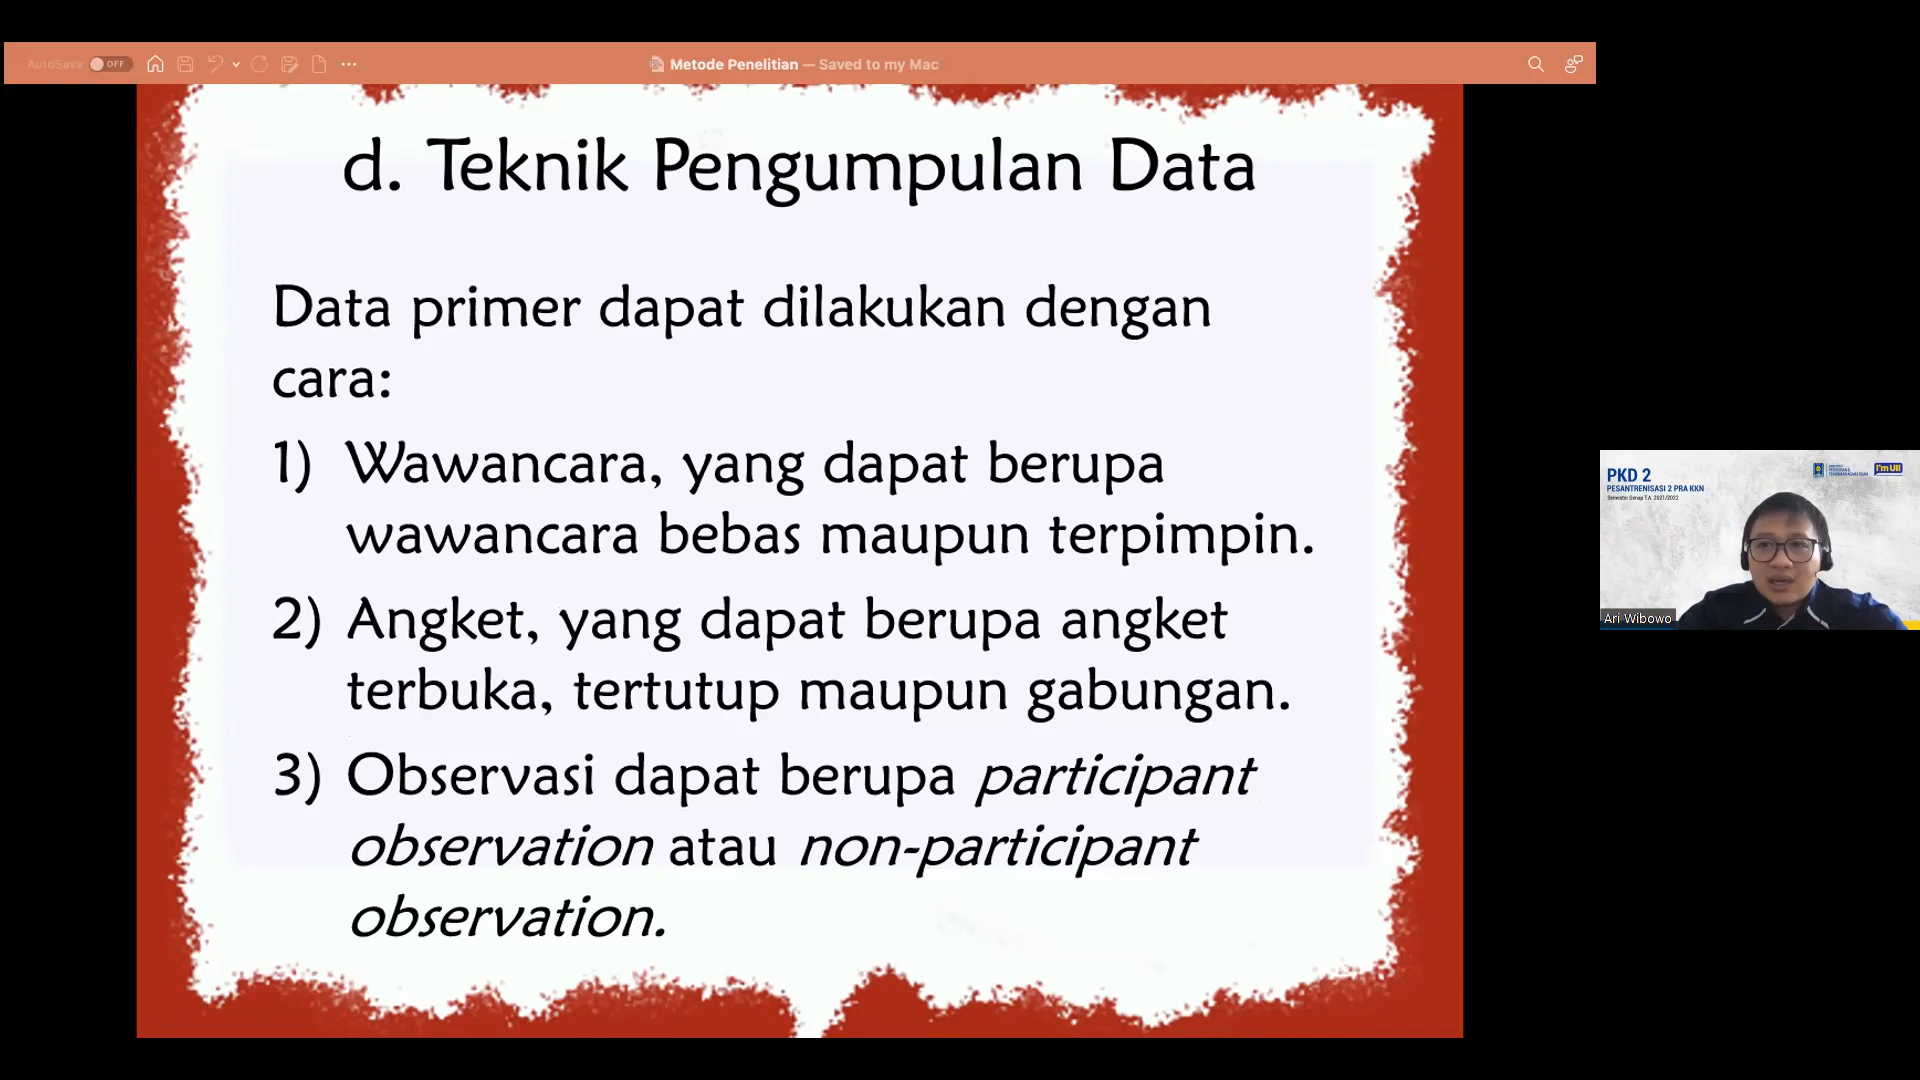 AutoSave OFF
Metode Penelitian — Saved to my Mac
d. Teknik Pengumpulan Data
Data primer dapat dilakukan dengan
cara:
1) Wawancara, yang dapat berupa
wawancara bebas maupun terpimpin.
2) Angket, yang dapat berupa angket
terbuka, tertutup maupun gabungan.
3) Observasi dapat berupa participant
observation atau non-participant
observation.
PKD 2
PESANTRENISASI 2 PRA KKN
Semester Genap T.A. 2021/2022
I'm UII
Ari Wibowo